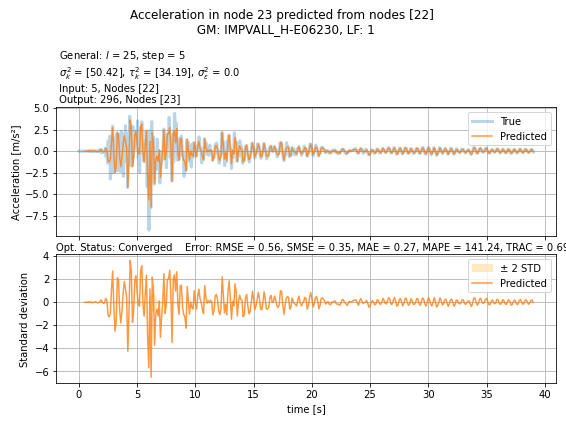 Acceleration in node 23 predicted from nodes [22]
GM: IMPVALL_H-E06230, LF: 1
General: l = 25, step = 5
σ²ₖ = [50.42], τ²ₖ = [34.19], σ²ε = 0.0
Input: 5, Nodes [22]
Output: 296, Nodes [23]
Acceleration [m/s²]
5.0
2.5
0.0
−2.5
−5.0
−7.5
True
Predicted
Opt. Status: Converged Error: RMSE = 0.56, SMSE = 0.35, MAE = 0.27, MAPE = 141.24, TRAC = 0.69
Standard deviation
4
2
0
−2
−4
−6
± 2 STD
Predicted
0 5 10 15 20 25 30 35 40
time [s]